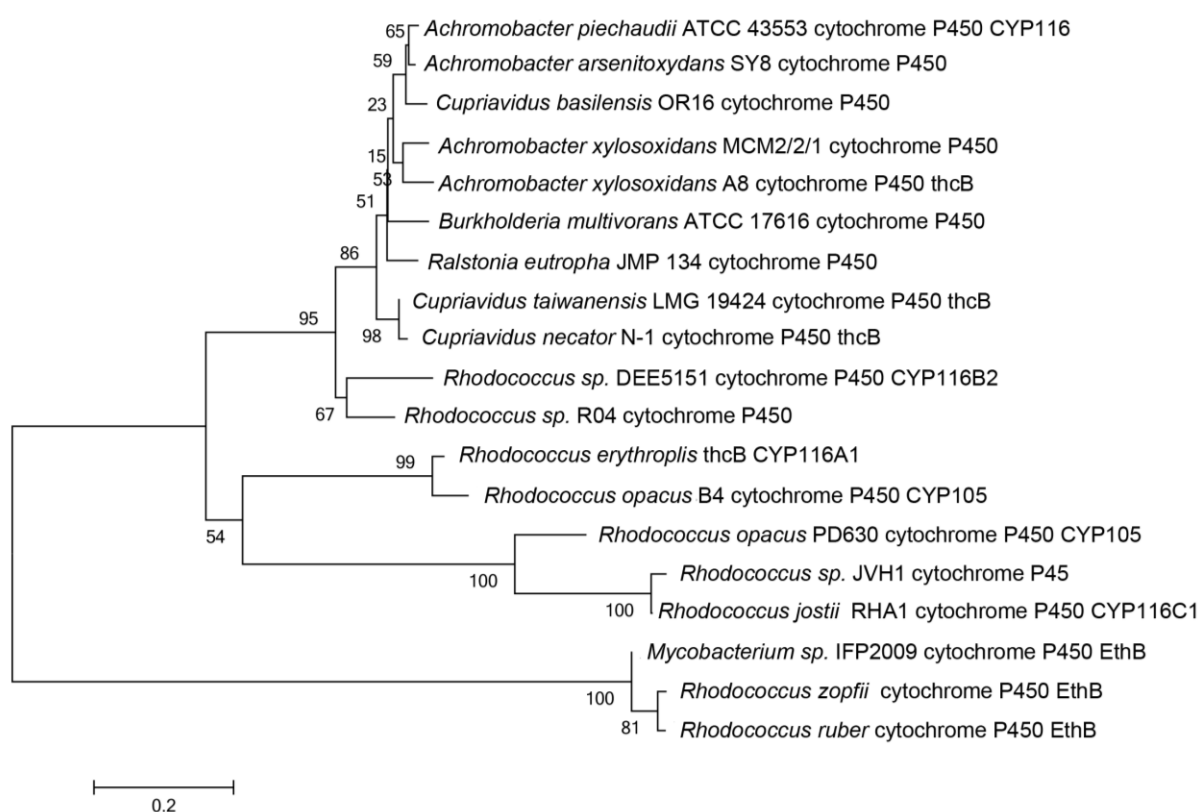 65 Achromobacter piechaudii ATCC 43553 cytochrome P450 CYP116
59 Achromobacter arsenitoxydans SY8 cytochrome P450
23 Cupriavidus basilensis OR16 cytochrome P450
15 Achromobacter xylosoxidans MCM2/2/1 cytochrome P450
53 Achromobacter xylosoxidans A8 cytochrome P450 thcB
51 Burkholderia multivorans ATCC 17616 cytochrome P450
86 Ralstonia eutropha JMP 134 cytochrome P450
Cupriavidus taiwanensis LMG 19424 cytochrome P450 thcB
95
98 Cupriavidus necator N-1 cytochrome P450 thcB
Rhodococcus sp. DEE5151 cytochrome P450 CYP116B2
67 Rhodococcus sp. R04 cytochrome P450
99 Rhodococcus erythroplis thcB CYP116A1
Rhodococcus opacus B4 cytochrome P450 CYP105
54 Rhodococcus opacus PD630 cytochrome P450 CYP105
100 Rhodococcus sp. JVH1 cytochrome P45
100 Rhodococcus jostii RHA1 cytochrome P450 CYP116C1
Mycobacterium sp. IFP2009 cytochrome P450 EthB
100 Rhodococcus zopfii cytochrome P450 EthB
81 Rhodococcus ruber cytochrome P450 EthB
0.2